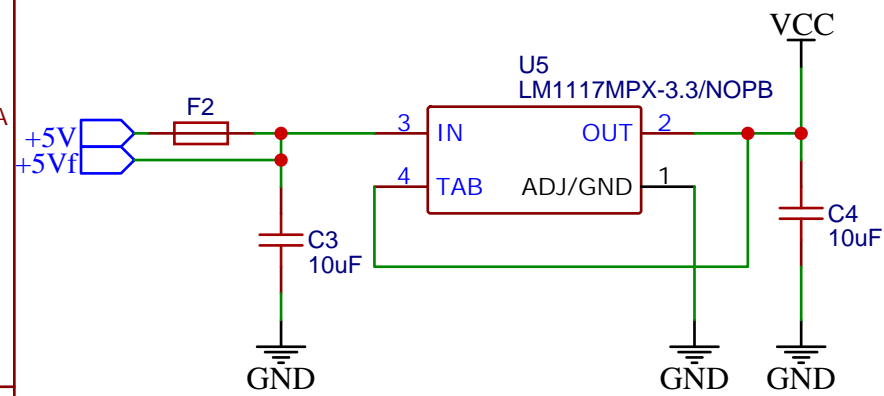 VCC
U5
LM1117MPX-3.3/NOPB
A
F2
+5V
+5Vf
3
IN
OUT
2
4
TAB
ADJ/GND
1
C3
10uF
C4
10uF
GND
GND
GND